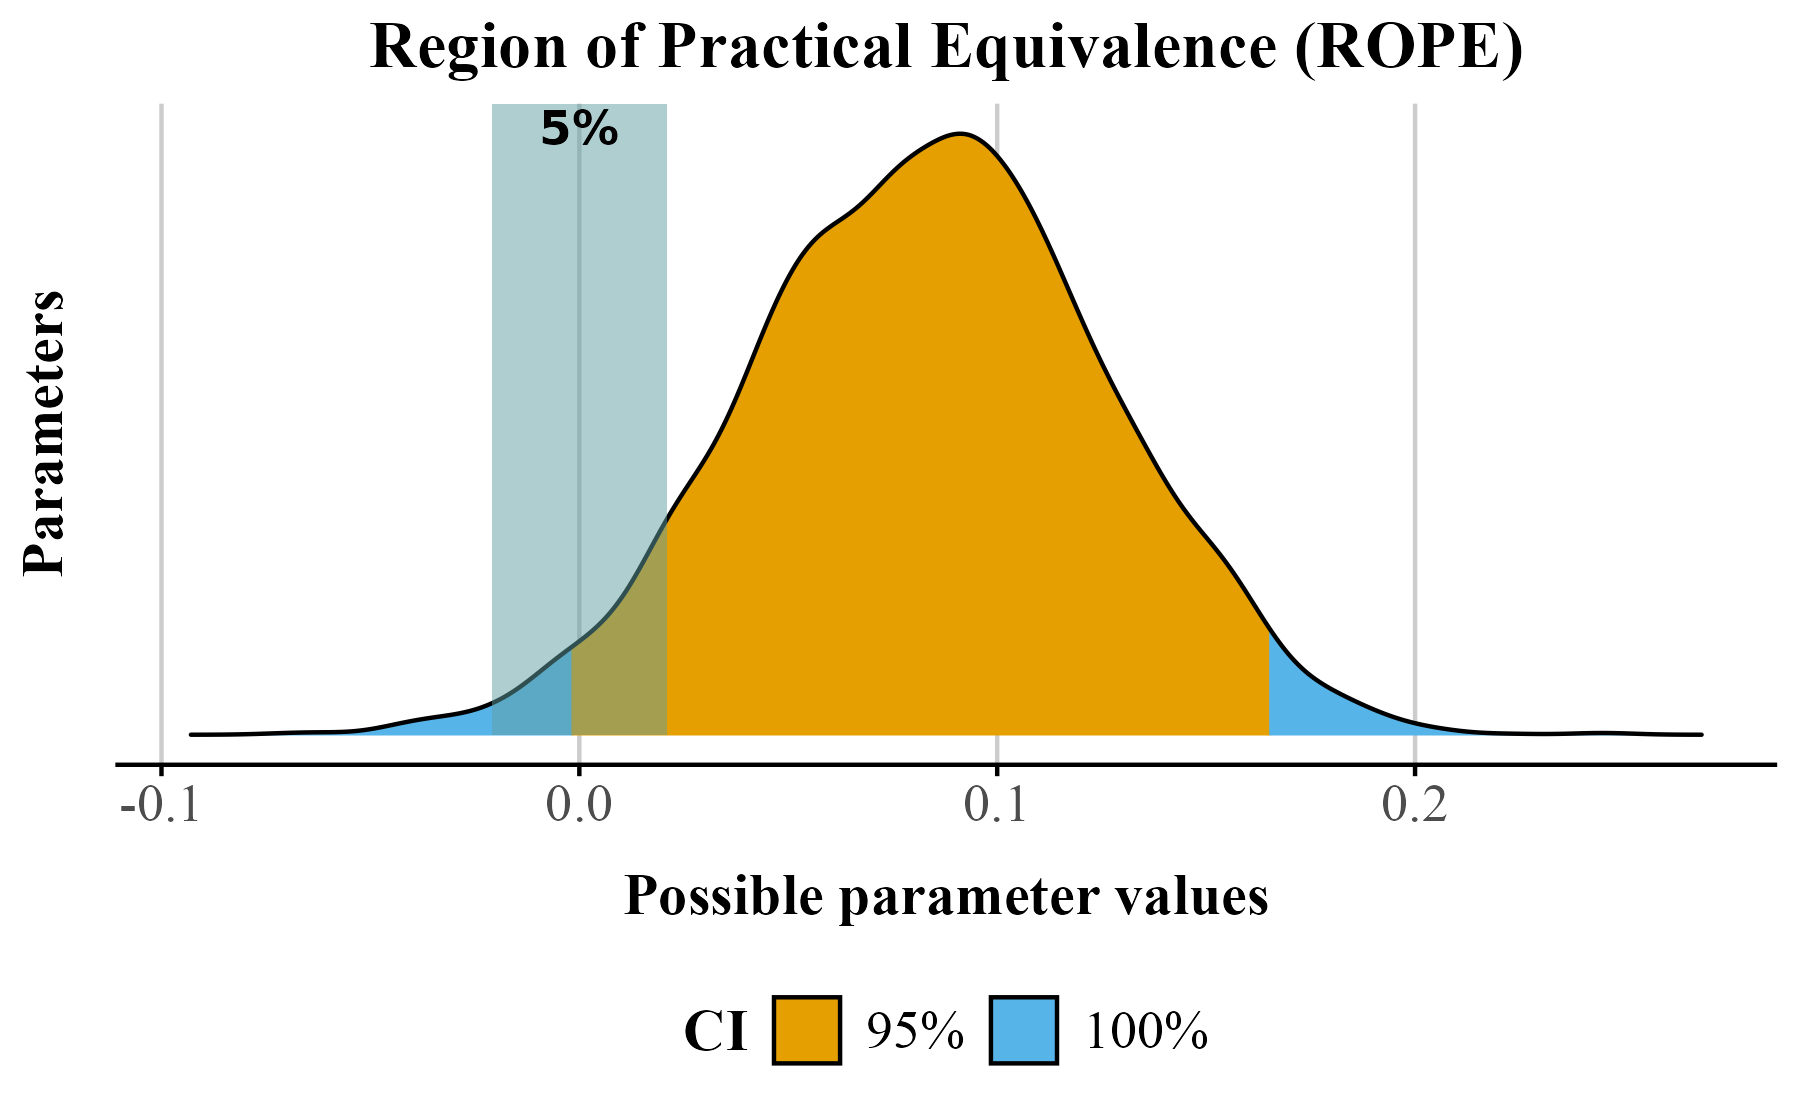 Region of Practical Equivalence (ROPE)
5%
Parameters
-0.1 0.0 0.1 0.2
Possible parameter values
CI 95% 100%